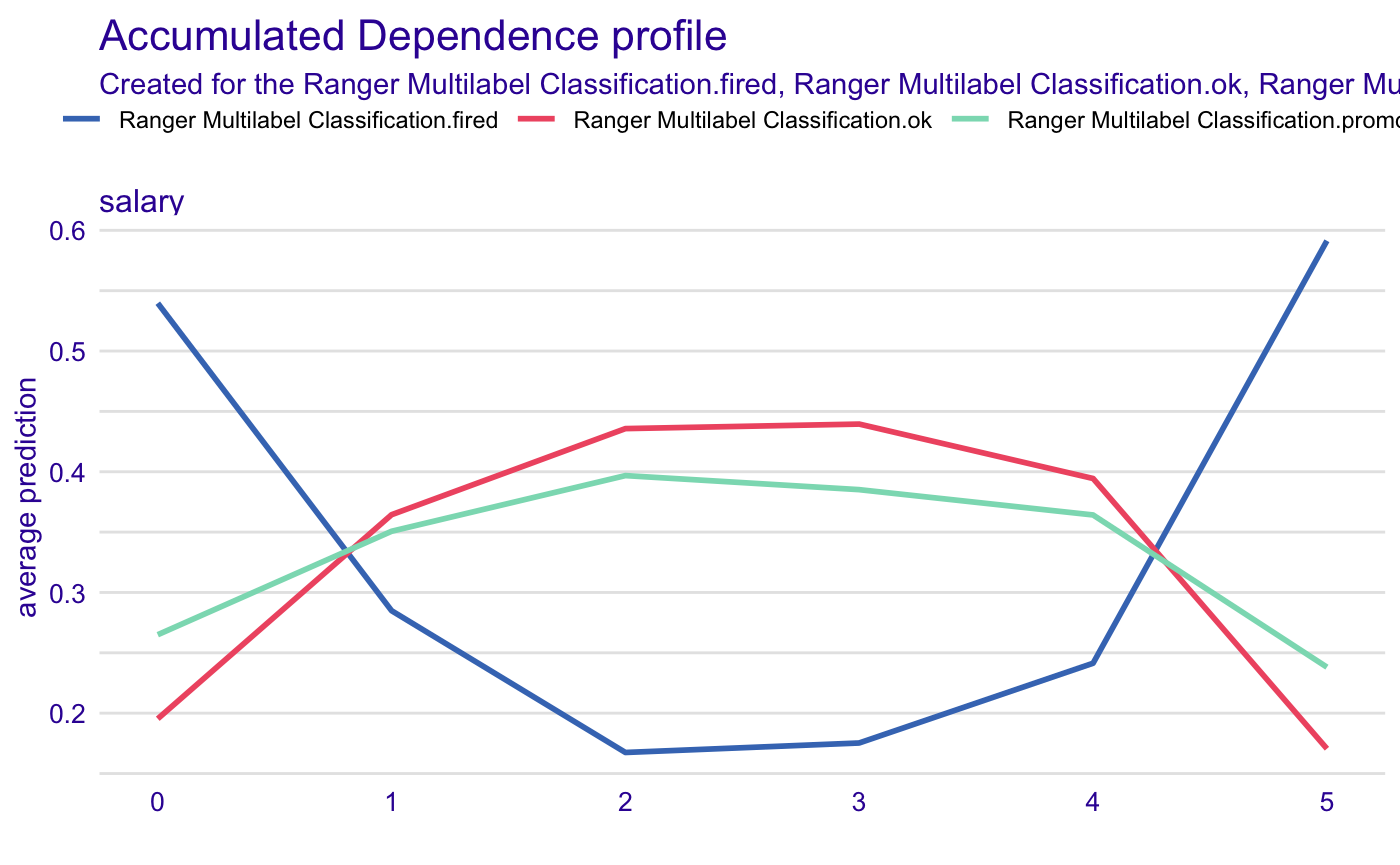 Accumulated Dependence profile
Created for the Ranger Multilabel Classification.fired, Ranger Multilabel Classification.ok, Ranger Mu
Ranger Multilabel Classification.fired Ranger Multilabel Classification.ok Ranger Multilabel Classification.promo
salary
0.6
0.5
0.4
0.3
0.2
average prediction
0 1 2 3 4 5